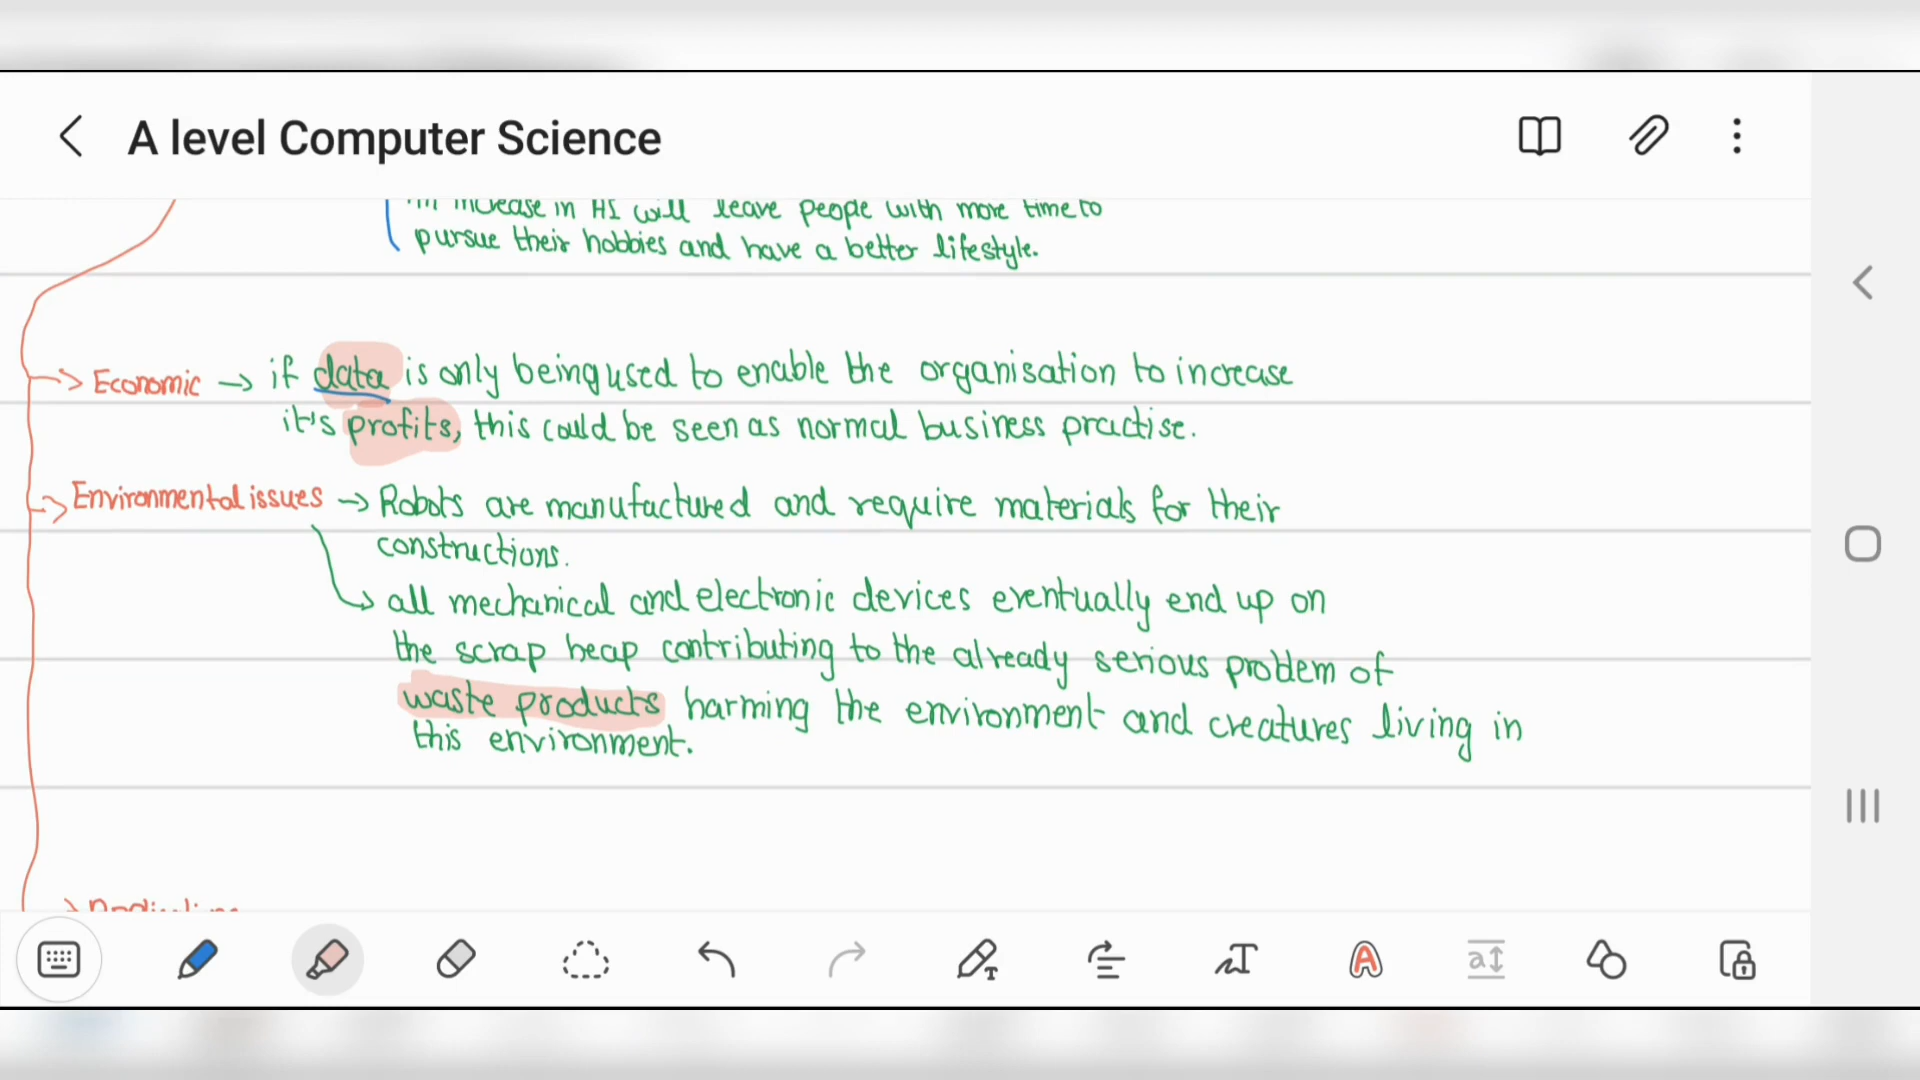 A level Computer Science
increase in AI will leave people with more time to
pursue their hobbies and have a better lifestyle.
Economic → if data is only being used to enable the organisation to increase
it's profits, this could be seen as normal business practise.
Environmental issues → Robots are manufactured and require materials for their
constructions.
all mechanical and electronic devices eventually end up on
the scrap heap contributing to the already serious problem of
waste products harming the environment and creatures living in
this environment.